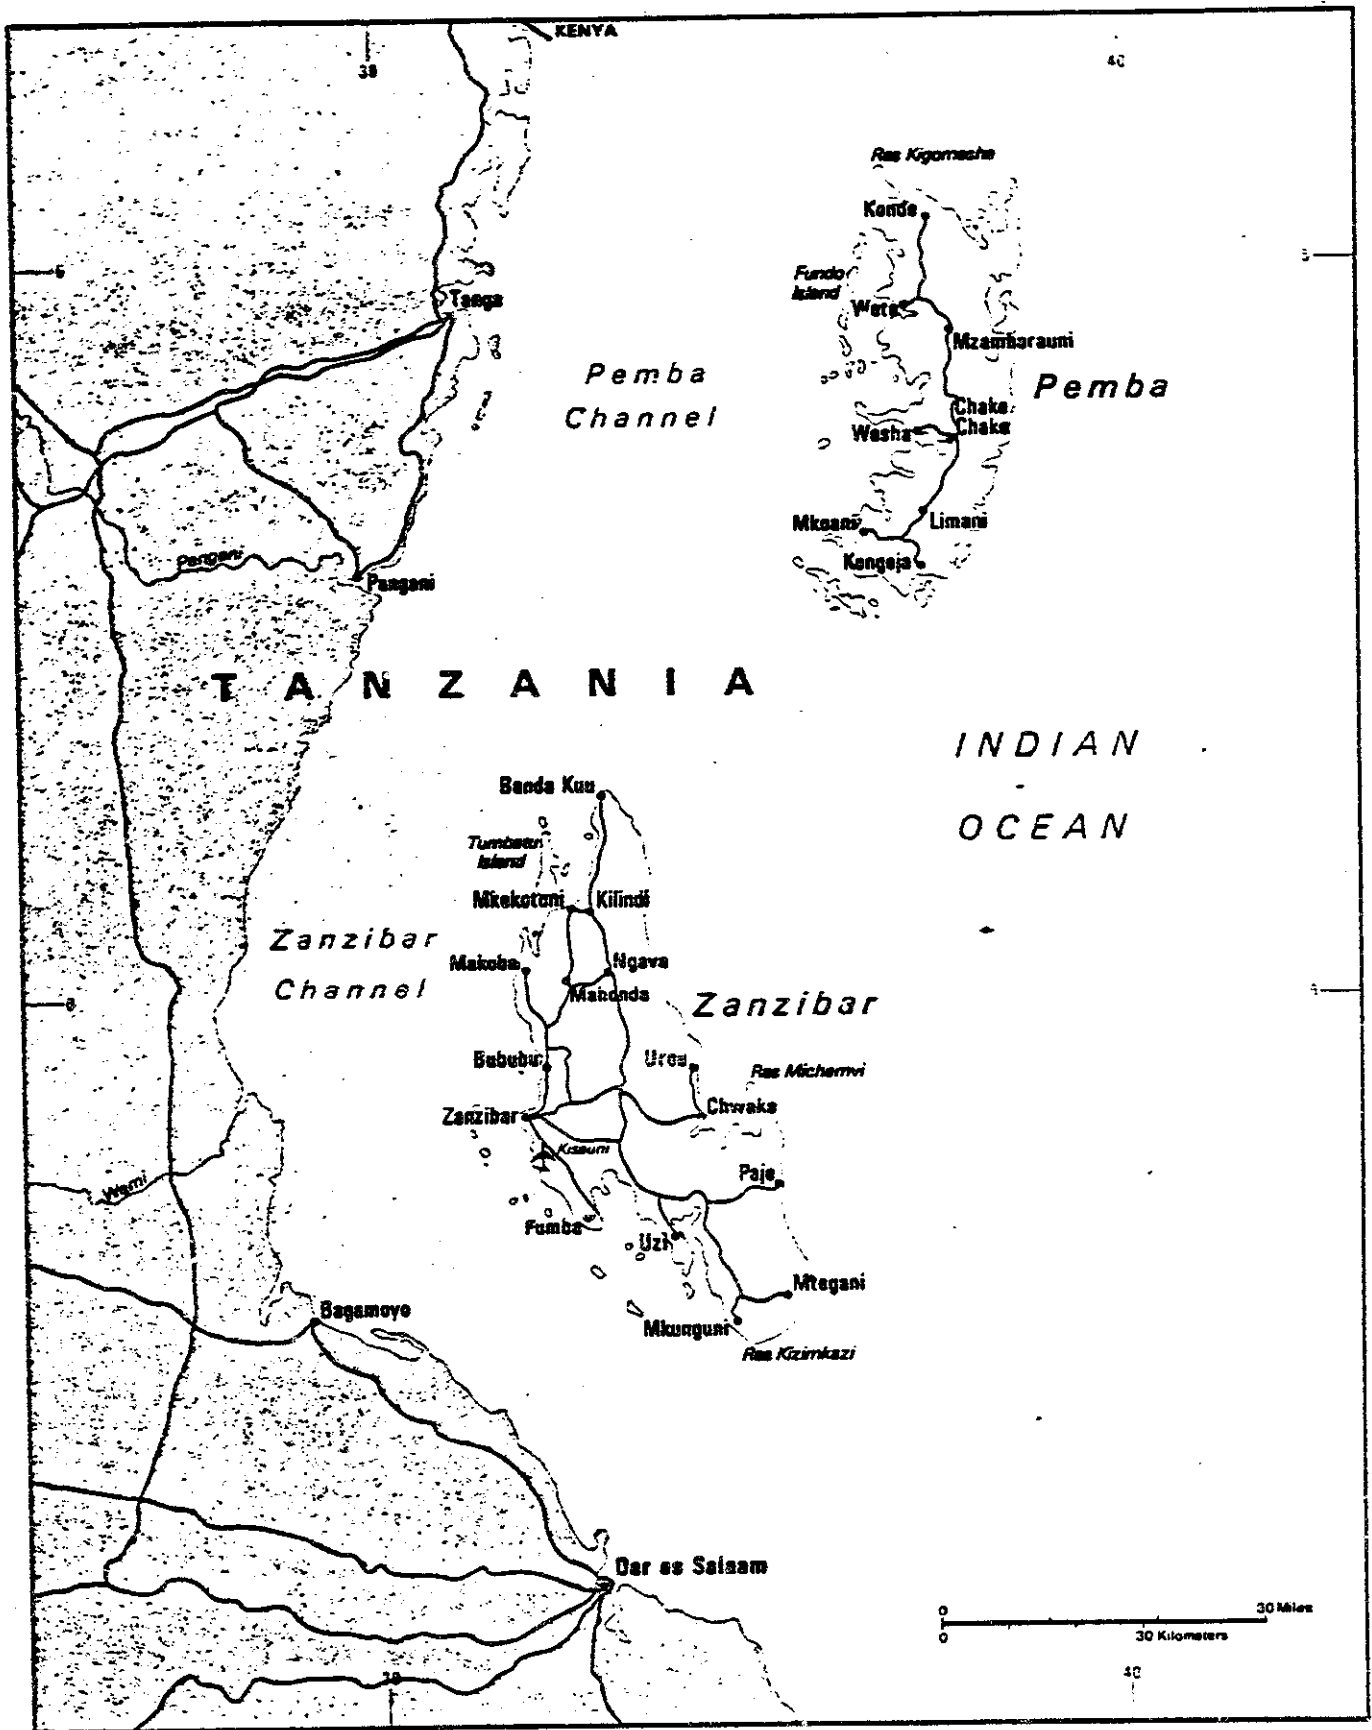 KENYA
40
Ras Kigomasha
Konde
5
Fundo
Island
Wete
Tanga
Mzambarauni
Pemba
Channel
Pemba
Chake
Chake
Wesha
Mkoani
Limani
Kengeja
Pangani
Pangani
TANZANIA
INDIAN
OCEAN
Banda Kuu
Tumbatu
Island
Mkokotoni
Kilindi
Zanzibar
Channel
Makoba
Ngava
Mahonda
Zanzibar
6
Bububu
Uroa
Ras Michamvi
Zanzibar
Chwaka
Kisauni
Paje
Wami
Fumba
Uzi
Mtegani
Bagamoyo
Mkunguni
Ras Kizimkazi
Dar es Salaam
0 30 Miles
0 30 Kilometers
40